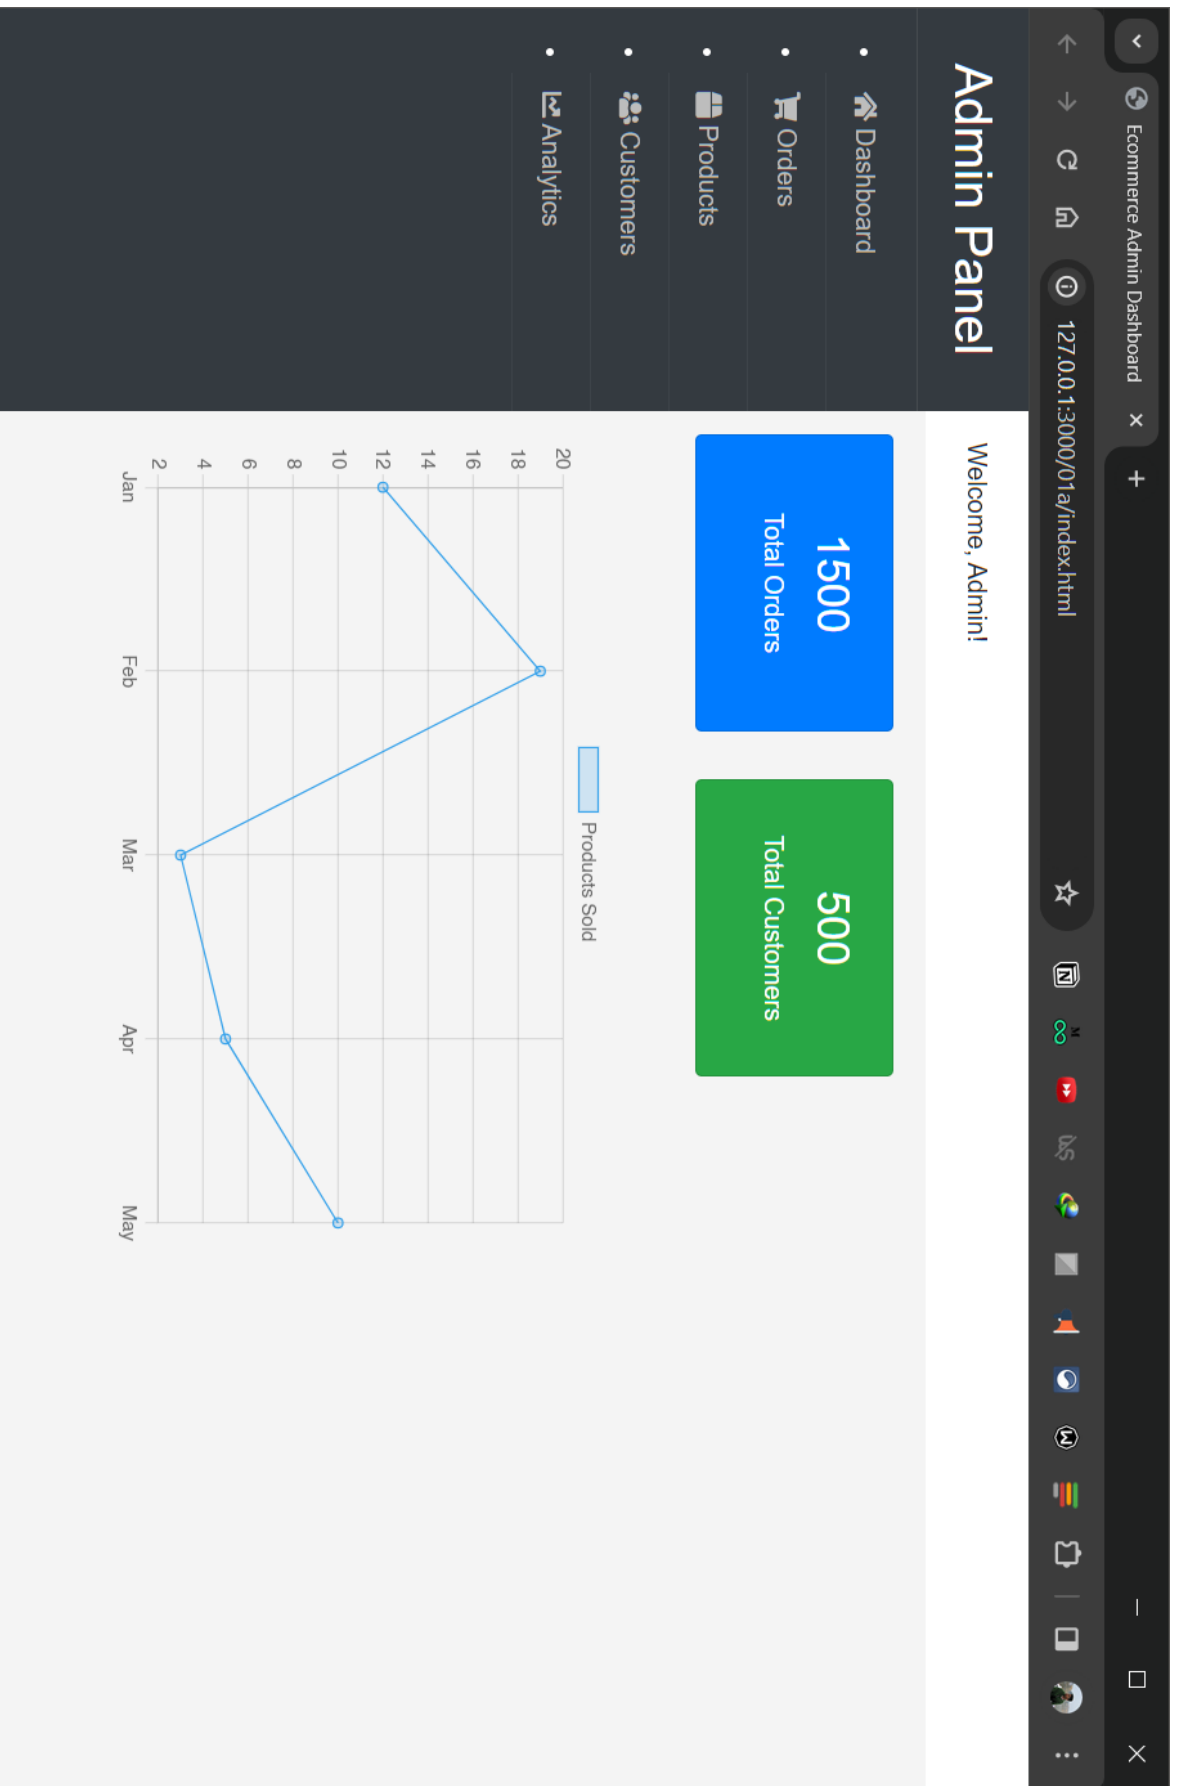 Ecommerce Admin Dashboard
127.0.0.1:3000/01a/index.html
Admin Panel
Dashboard
Orders
Products
Customers
Analytics
Welcome, Admin!
1500
Total Orders
500
Total Customers
Products Sold
20
18
16
14
12
10
8
6
4
2
Jan Feb Mar Apr May